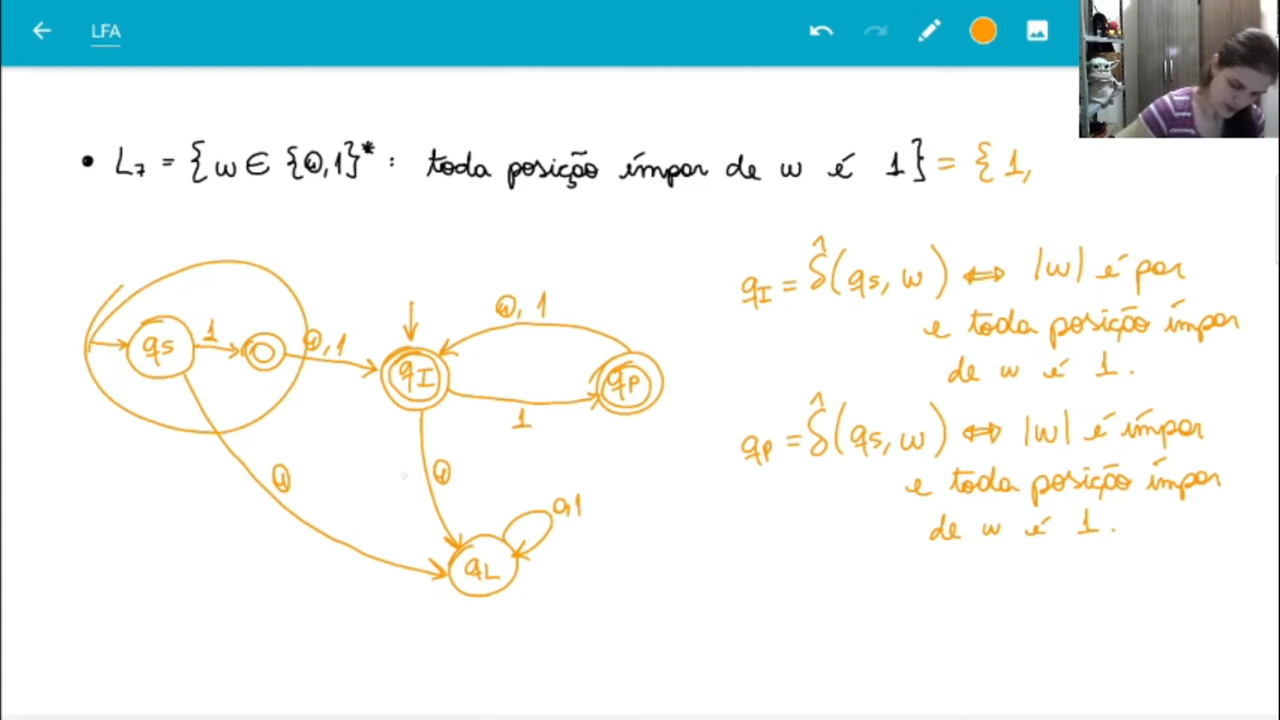 LFA
• L₇ = {w ∈ {0,1}* : toda posição ímpar de w é 1} = {1,
qI = δ̂(qs, w) ⇔ |w| é par
e toda posição ímpar
de w é 1.
qP = δ̂(qs, w) ⇔ |w| é ímpar
e toda posição ímpar
de w é 1.
qs
1
0,1
qI
0,1
1
qP
0
0
qL
0,1